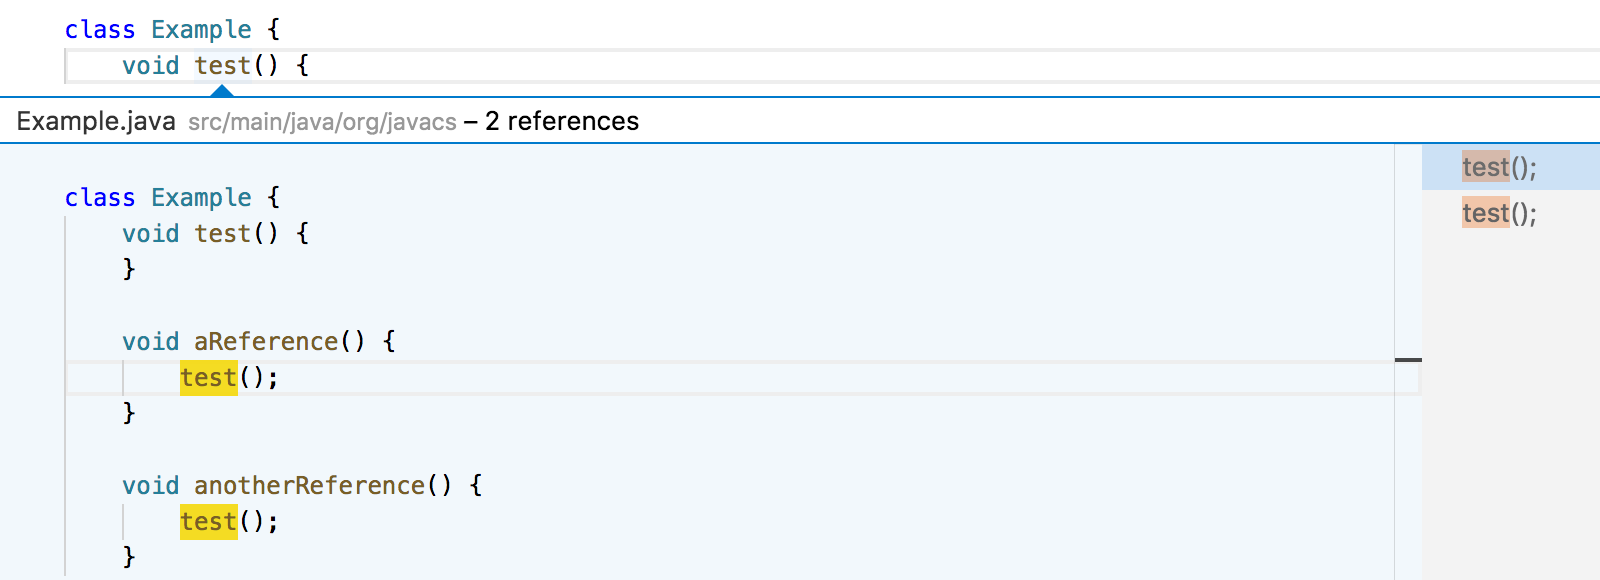 class Example {
    void test() {
Example.java src/main/java/org/javacs – 2 references
class Example {
    void test() {
    }
    void aReference() {
        test();
    }
    void anotherReference() {
        test();
    }
test();
test();